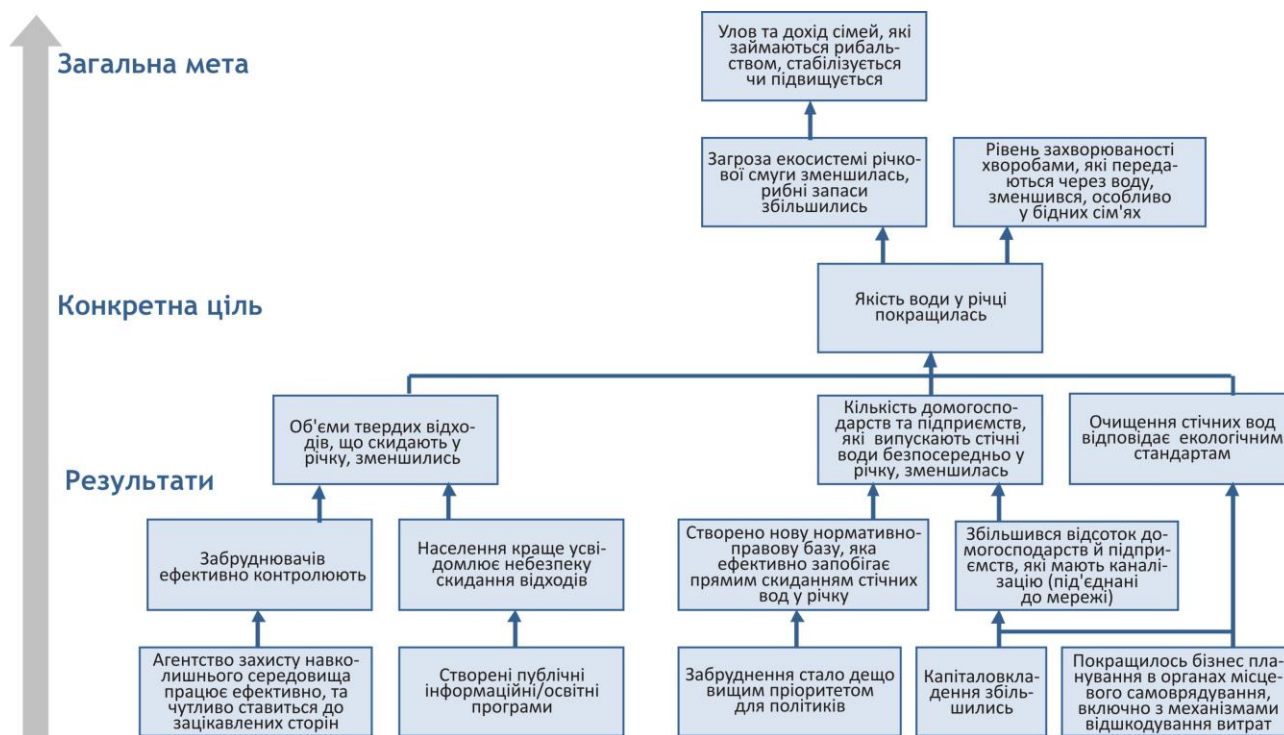 Загальна мета
Улов та дохід сімей, які
займаються рибаль-
ством, стабілізується
чи підвищується
Загроза екосистемі річко-
вої смуги зменшилась,
рибні запаси
збільшились
Рівень захворюваності
хворобами, які переда-
ються через воду,
зменшився, особливо
у бідних сім'ях
Конкретна ціль
Якість води у річці
покращилась
Об'єми твердих відхо-
дів, що скидають у
річку, зменшились
Кількість домогоспо-
дарств та підприємств,
які випускають стічні
води безпосередньо у
річку, зменшилась
Очищення стічних вод
відповідає екологічним
стандартам
Результати
Забруднювачів
ефективно контролюють
Населення краще усві-
домлює небезпеку
скидання відходів
Створено нову нормативно-
правову базу, яка
ефективно запобігає
прямим скиданням стічних
вод у річку
Збільшився відсоток до-
могосподарств й підпри-
ємств, які мають каналі-
зацію (під'єднані
до мережі)
Агентство захисту навко-
лишнього середовища
працює ефективно, та
чутливо ставиться до
зацікавлених сторін
Створені публічні
інформаційні/освітні
програми
Забруднення стало дещо
вищим пріоритетом
для політиків
Капіталовкла-
дення збіль-
шились
Покращилось бізнес пла-
нування в органах місце-
вого самоврядування,
включно з механізмами
відшкодування витрат